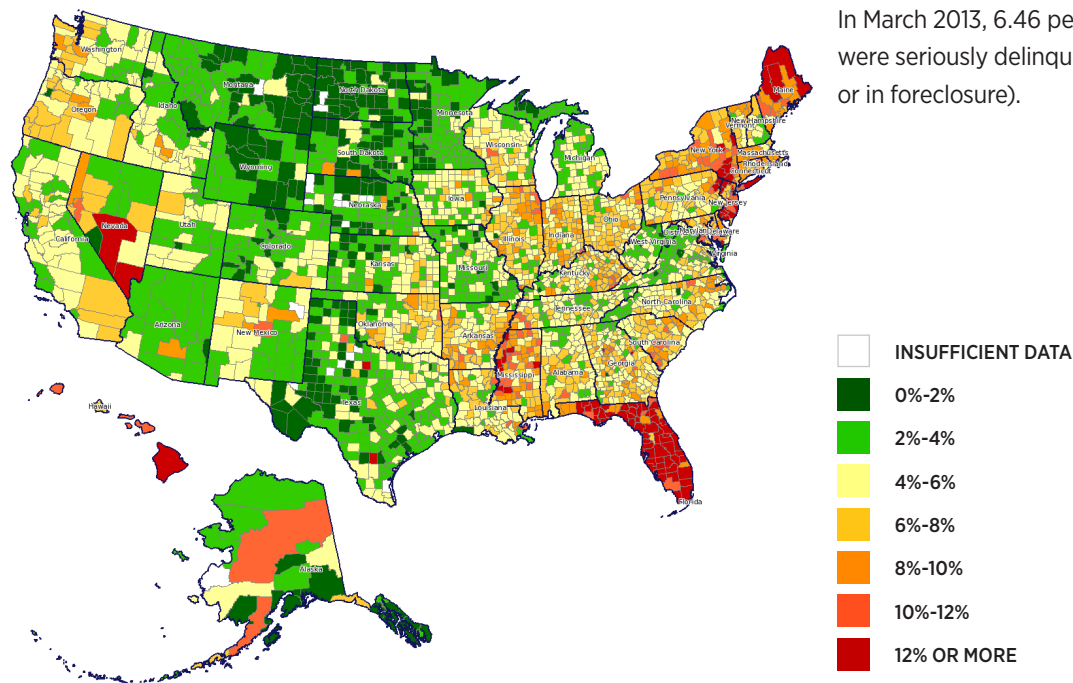 In March 2013, 6.46 pe
were seriously delinqu
or in foreclosure).
Washington
Montana
North Dakota
Minnesota
Maine
Oregon
Idaho
South Dakota
Wisconsin
Michigan
New York
Vermont
New Hampshire
Massachusetts
Rhode Island
Connecticut
Wyoming
Nebraska
Iowa
Illinois
Indiana
Ohio
Pennsylvania
New Jersey
Nevada
Utah
Colorado
Kansas
Missouri
Kentucky
West Virginia
Maryland
Delaware
Virginia
California
Arizona
New Mexico
Oklahoma
Arkansas
Tennessee
North Carolina
South Carolina
Texas
Louisiana
Mississippi
Alabama
Georgia
Florida
Hawaii
Alaska
INSUFFICIENT DATA
0%-2%
2%-4%
4%-6%
6%-8%
8%-10%
10%-12%
12% OR MORE